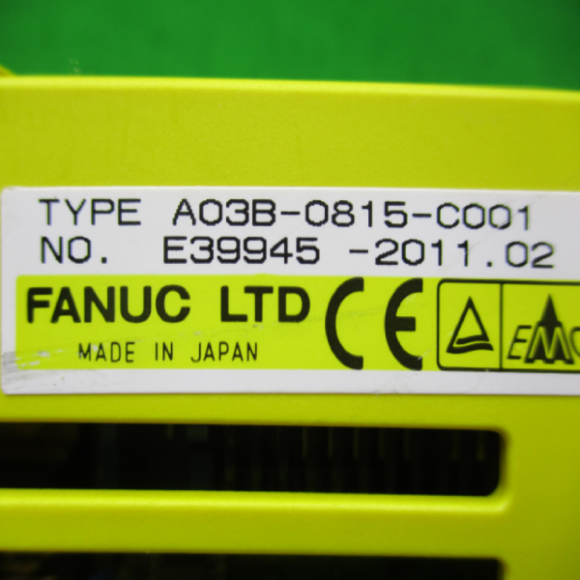 TYPE A03B-0815-C001
NO. E39945 -2011.02
FANUC LTD CE
MADE IN JAPAN
EMC